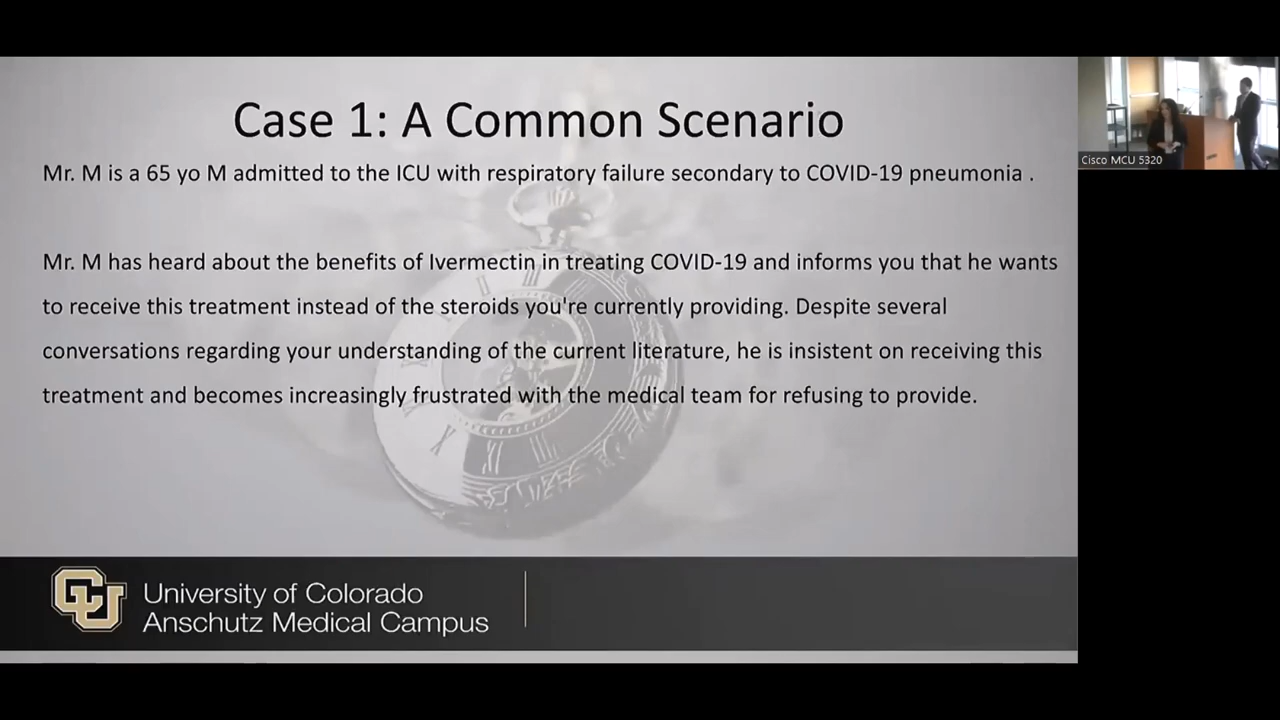 Case 1: A Common Scenario
Mr. M is a 65 yo M admitted to the ICU with respiratory failure secondary to COVID-19 pneumonia .
Mr. M has heard about the benefits of Ivermectin in treating COVID-19 and informs you that he wants
to receive this treatment instead of the steroids you're currently providing. Despite several
conversations regarding your understanding of the current literature, he is insistent on receiving this
treatment and becomes increasingly frustrated with the medical team for refusing to provide.
Cisco MCU 5320
CU
University of Colorado
Anschutz Medical Campus